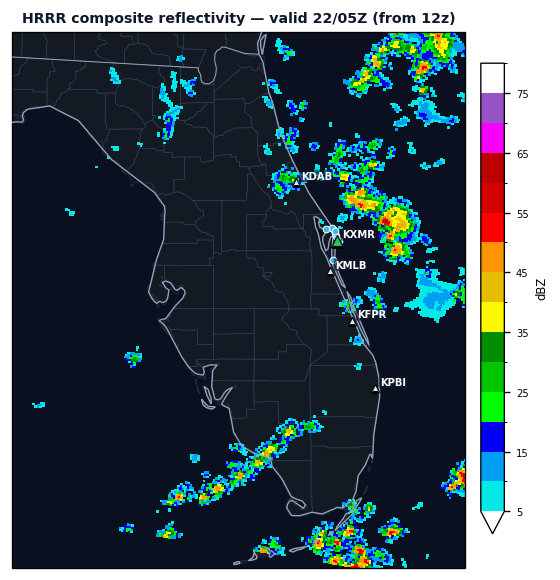 HRRR composite reflectivity — valid 22/05Z (from 12z)
KDAB
KXMR
KMLB
KFPR
KPBI
75
65
55
45
35
25
15
5
dBZ